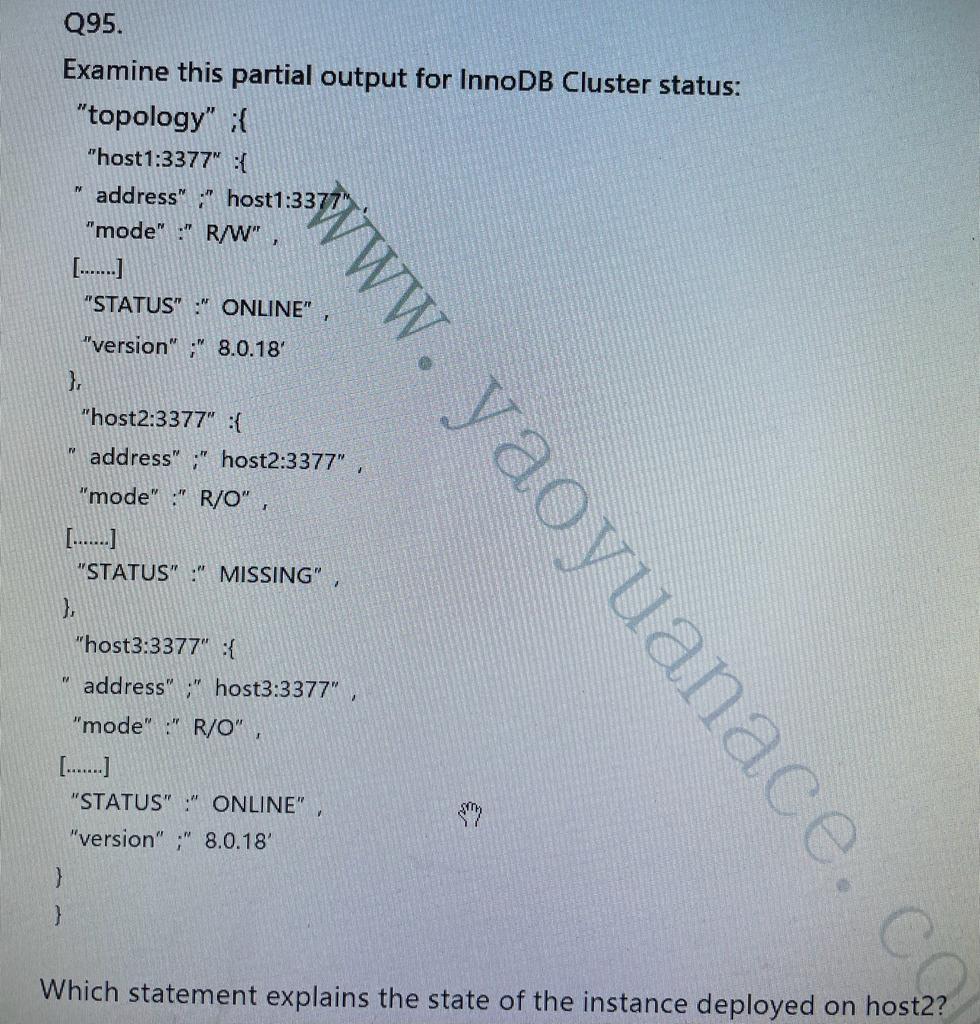 Q95.
Examine this partial output for InnoDB Cluster status:
"topology" ;{
"host1:3377" :{
" address" ;" host1:3377" ,
"mode" :" R/W" ,
[.......]
"STATUS" :" ONLINE" ,
"version" ;" 8.0.18'
},
"host2:3377" :{
" address" ;" host2:3377" ,
"mode" :" R/O" ,
[.......]
"STATUS" :" MISSING" ,
},
"host3:3377" :{
" address" ;" host3:3377" ,
"mode" :" R/O" ,
[.......]
"STATUS" :" ONLINE" ,
"version" ;" 8.0.18'
}
}
Which statement explains the state of the instance deployed on host2?
www.yaoyuanace.co